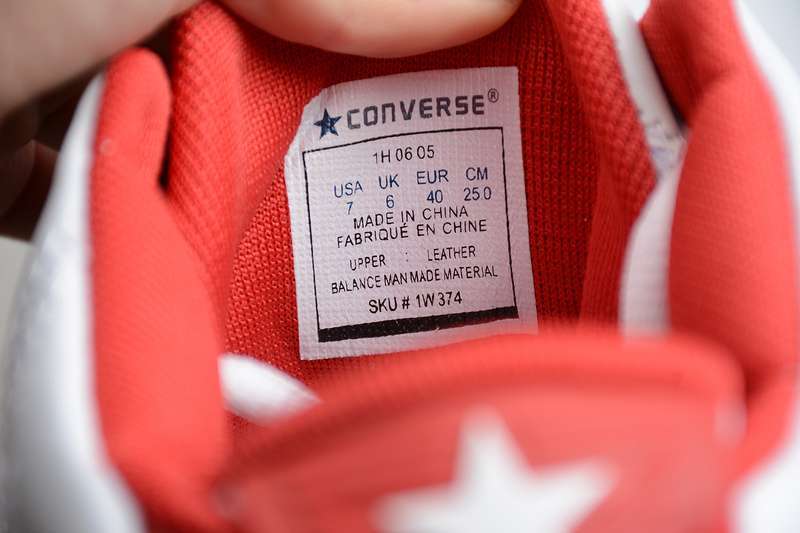 CONVERSE®
1H 06 05
USA UK EUR CM
7 6 40 25.0
MADE IN CHINA
FABRIQUÉ EN CHINE
UPPER : LEATHER
BALANCE MAN MADE MATERIAL
SKU # 1W374